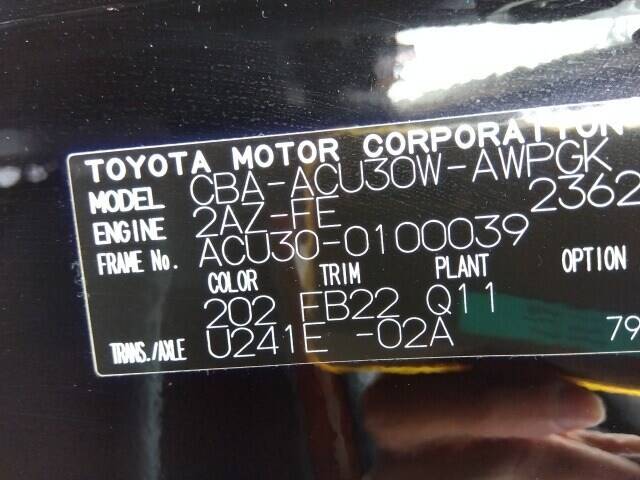 TOYOTA MOTOR CORPORATION
MODEL CBA-ACU30W-AWPGK
ENGINE 2AZ-FE 2362
FRAME No. ACU30-0100039
COLOR TRIM PLANT OPTION
202 FB22 Q11
TRANS./AXLE U241E -02A 79